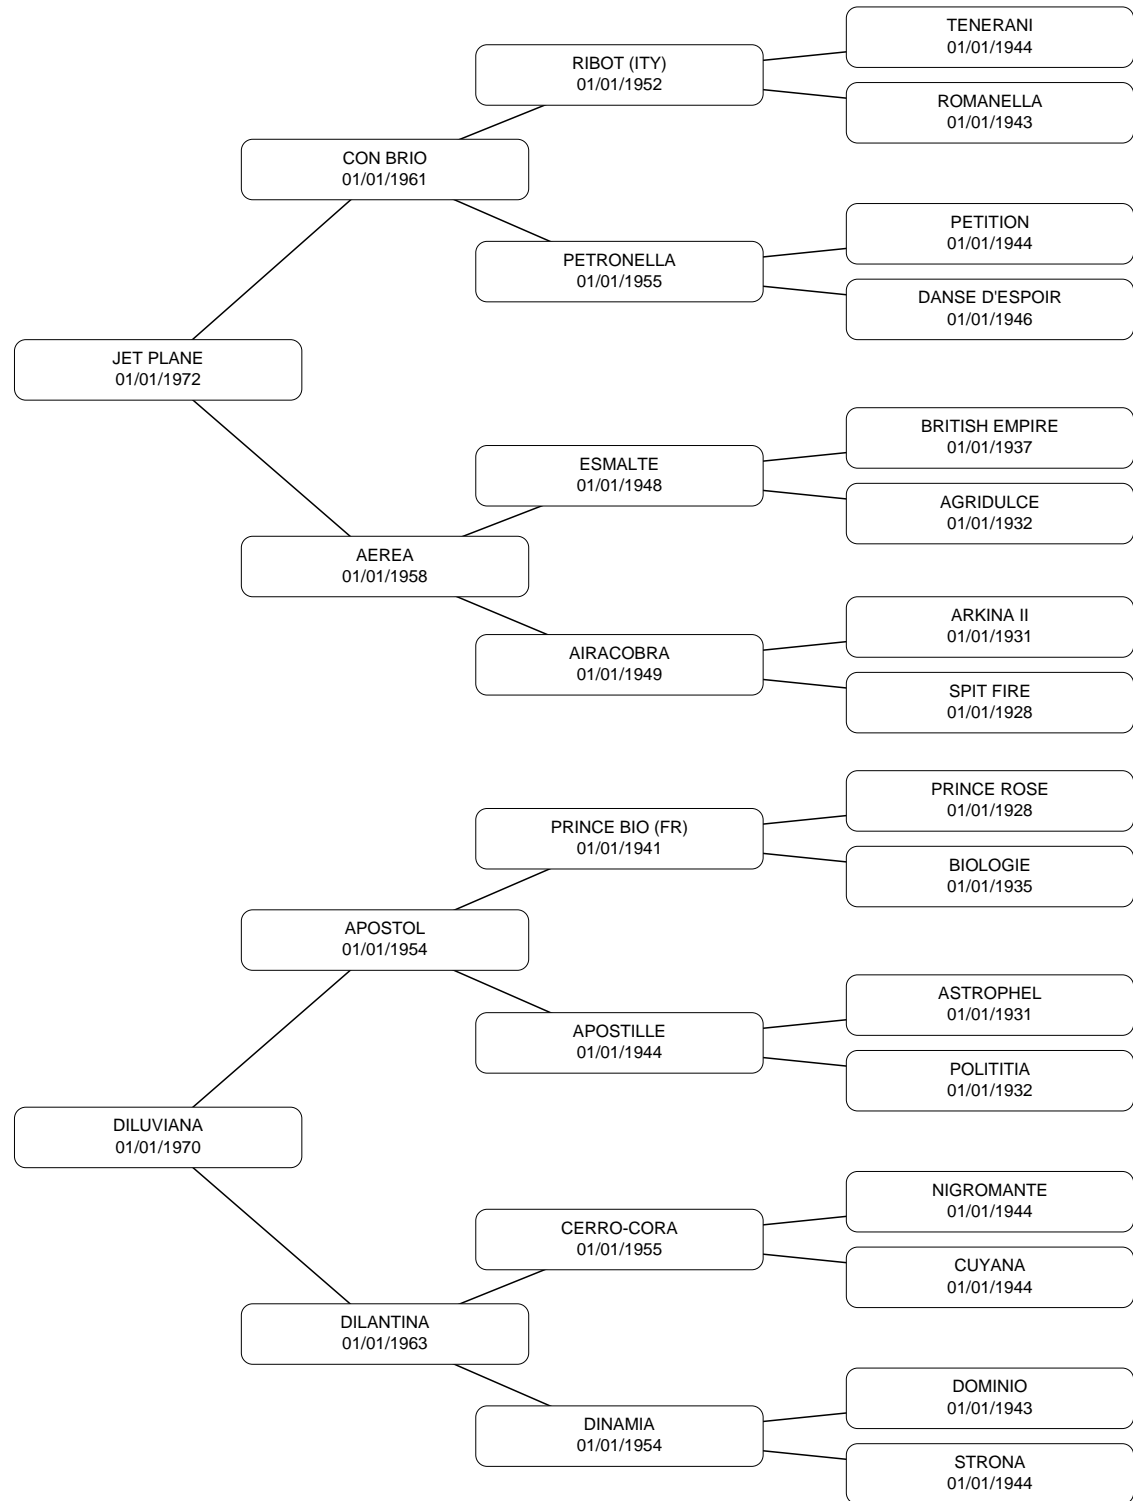 TENERANI
01/01/1944
RIBOT (ITY)
01/01/1952
ROMANELLA
01/01/1943
CON BRIO
01/01/1961
PETITION
01/01/1944
PETRONELLA
01/01/1955
DANSE D'ESPOIR
01/01/1946
JET PLANE
01/01/1972
BRITISH EMPIRE
01/01/1937
ESMALTE
01/01/1948
AGRIDULCE
01/01/1932
AEREA
01/01/1958
ARKINA II
01/01/1931
AIRACOBRA
01/01/1949
SPIT FIRE
01/01/1928
PRINCE ROSE
01/01/1928
PRINCE BIO (FR)
01/01/1941
BIOLOGIE
01/01/1935
APOSTOL
01/01/1954
ASTROPHEL
01/01/1931
APOSTILLE
01/01/1944
POLITITIA
01/01/1932
DILUVIANA
01/01/1970
NIGROMANTE
01/01/1944
CERRO-CORA
01/01/1955
CUYANA
01/01/1944
DILANTINA
01/01/1963
DOMINIO
01/01/1943
DINAMIA
01/01/1954
STRONA
01/01/1944